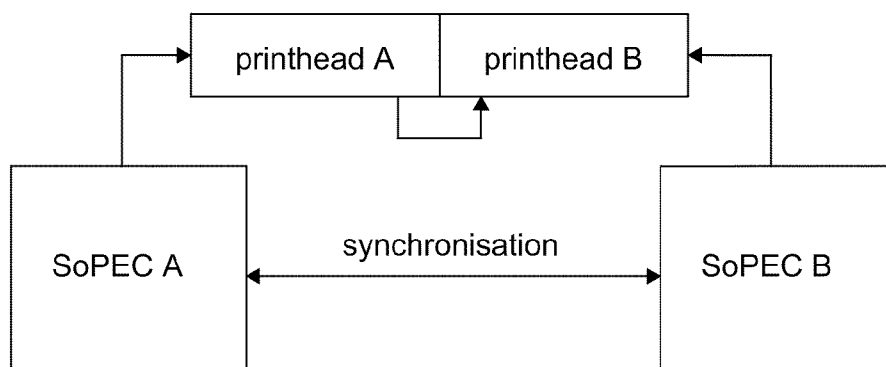 printhead A
printhead B
synchronisation
SoPEC A
SoPEC B